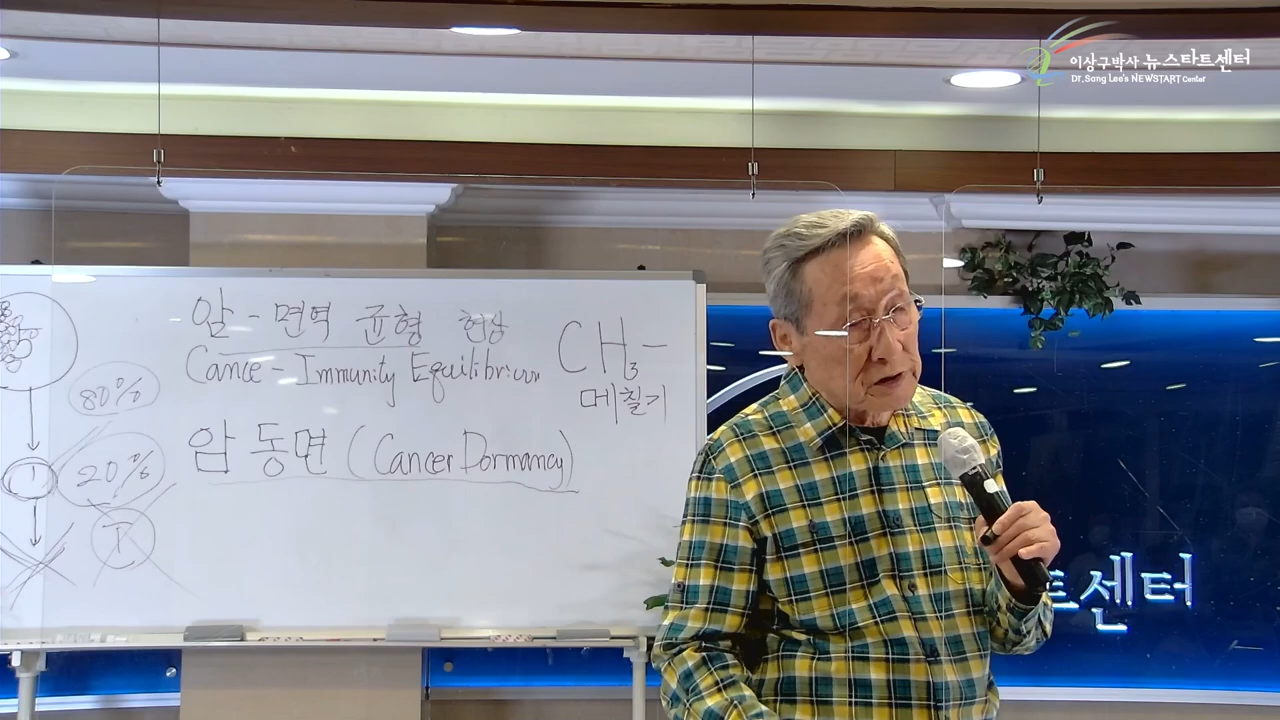 이상구박사 뉴스타트센터
Dr. Sang Lee's NEWSTART Center
암 - 면역 균형 현상
Cance - Immunity Equilibrium
CH3-
메칠기
80%
암 동면 (Cancer Dormancy)
20%
T
트센터